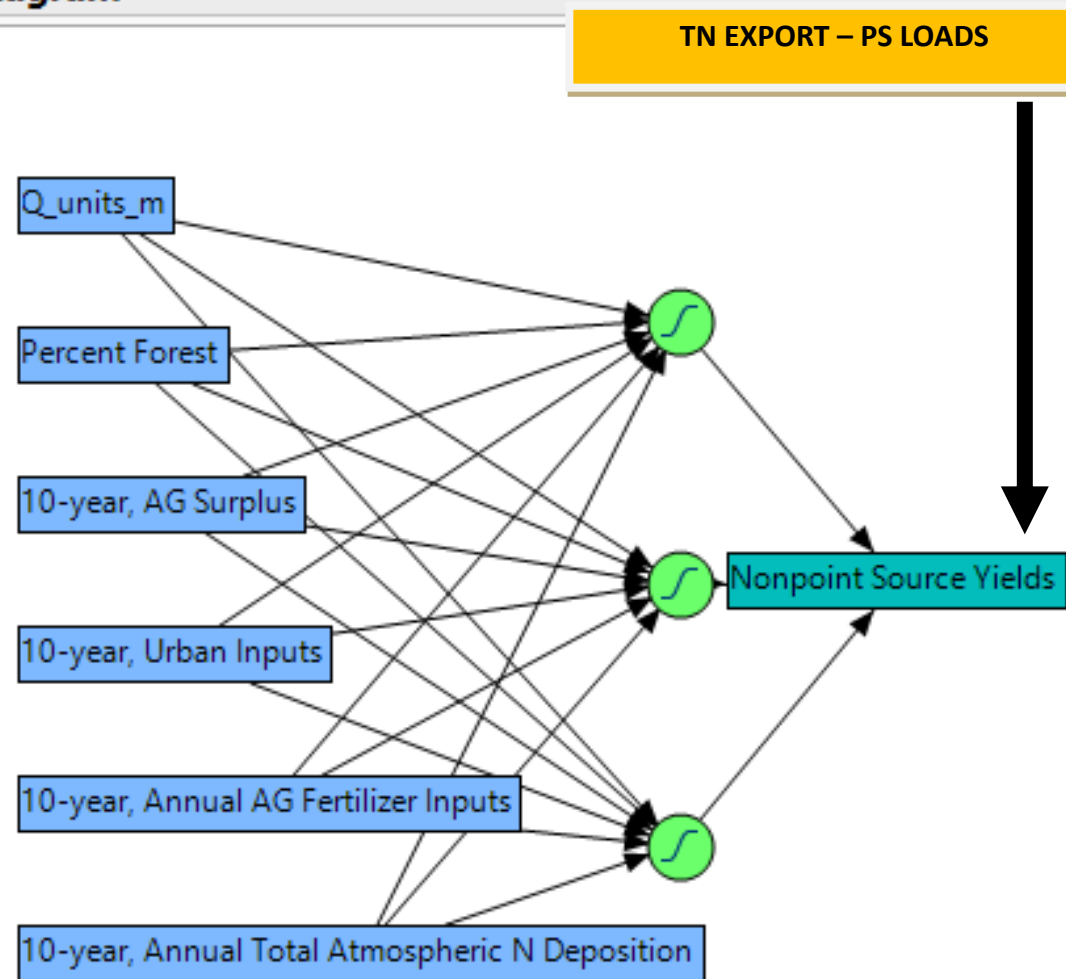 TN EXPORT – PS LOADS
Q_units_m
Percent Forest
10-year, AG Surplus
10-year, Urban Inputs
Nonpoint Source Yields
10-year, Annual AG Fertilizer Inputs
10-year, Annual Total Atmospheric N Deposition